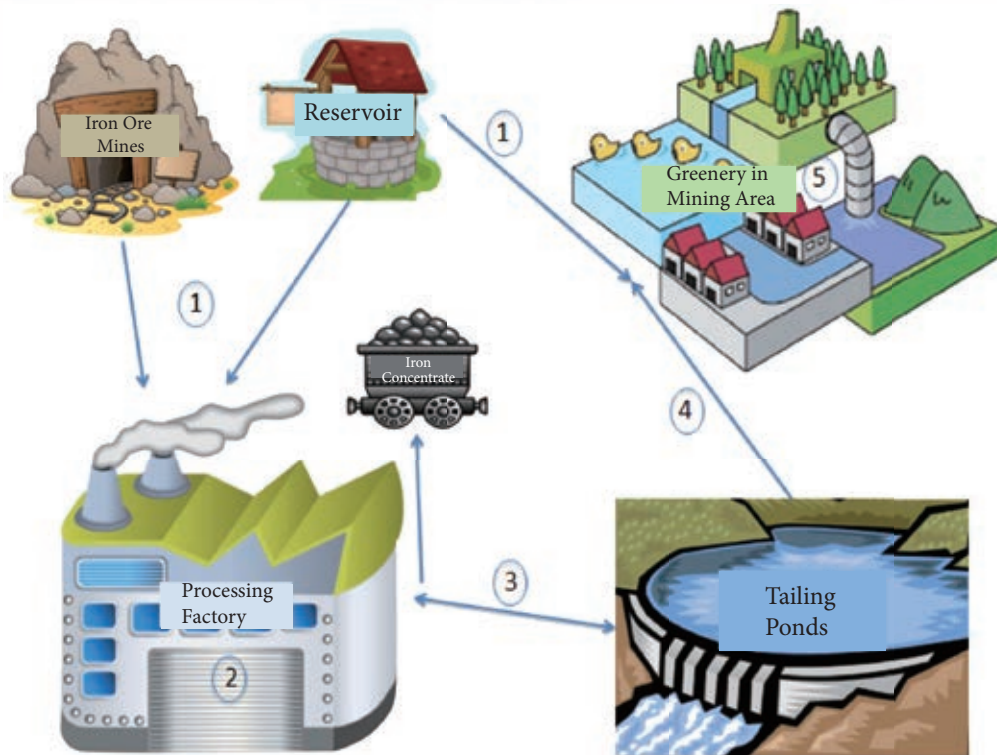 Iron Ore
Mines
Reservoir
1
Greenery in
Mining Area
5
1
Iron
Concentrate
4
Processing
Factory
3
2
Tailing
Ponds